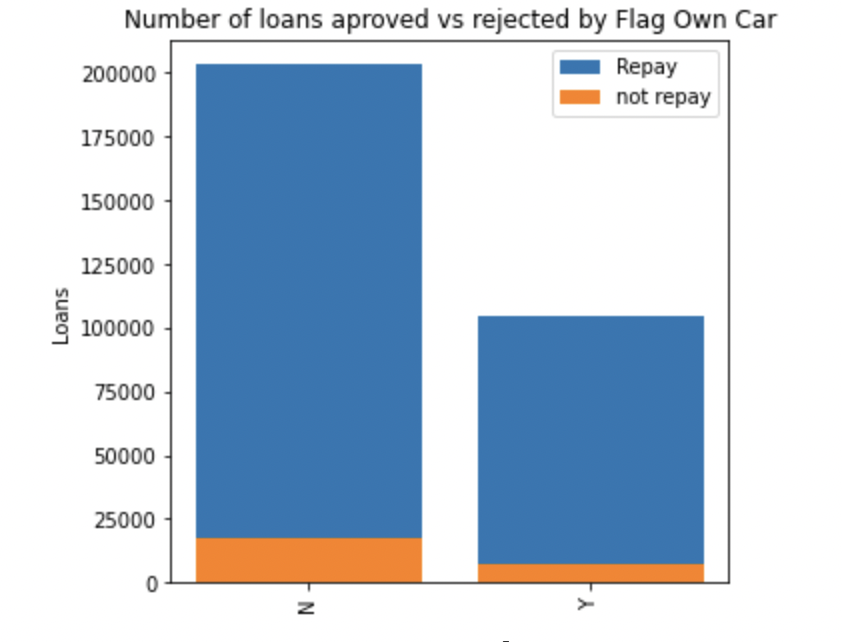 Number of loans aproved vs rejected by Flag Own Car
Repay
not repay
200000
175000
150000
125000
100000
75000
50000
25000
0
Loans
N
Y